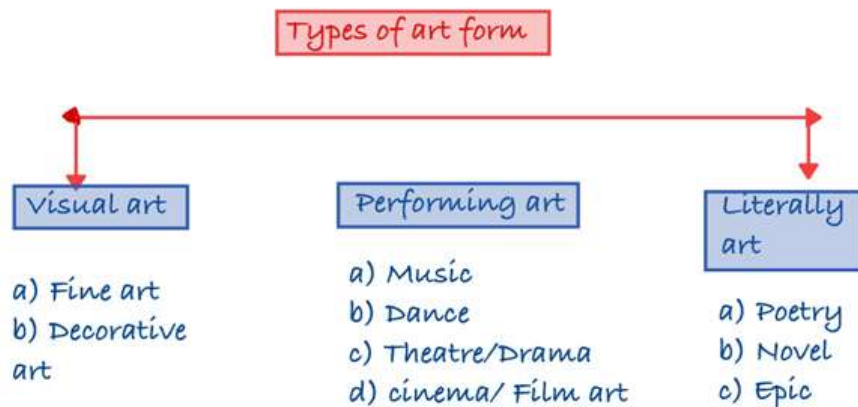 Types of art form
Visual art
a) Fine art
b) Decorative
art
Performing art
a) Music
b) Dance
c) Theatre/Drama
d) cinema/ Film art
Literally
art
a) Poetry
b) Novel
c) Epic